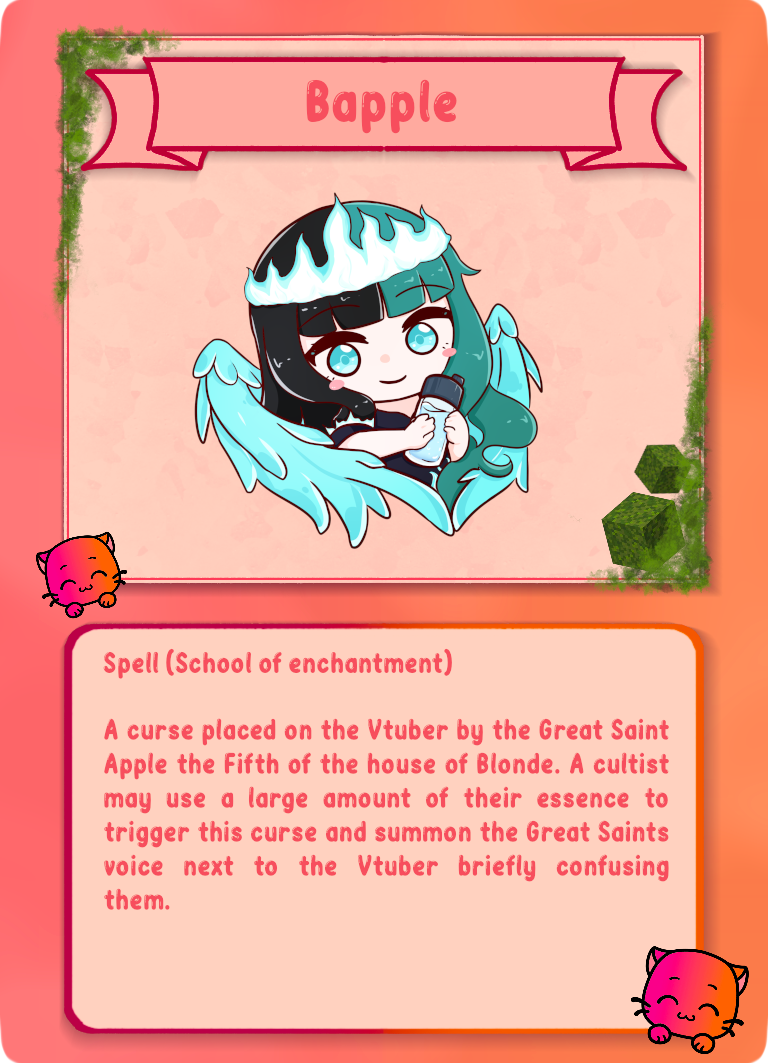 Bapple
Spell (School of enchantment)
A curse placed on the Vtuber by the Great Saint
Apple the Fifth of the house of Blonde. A cultist
may use a large amount of their essence to
trigger this curse and summon the Great Saints
voice next to the Vtuber briefly confusing
them.